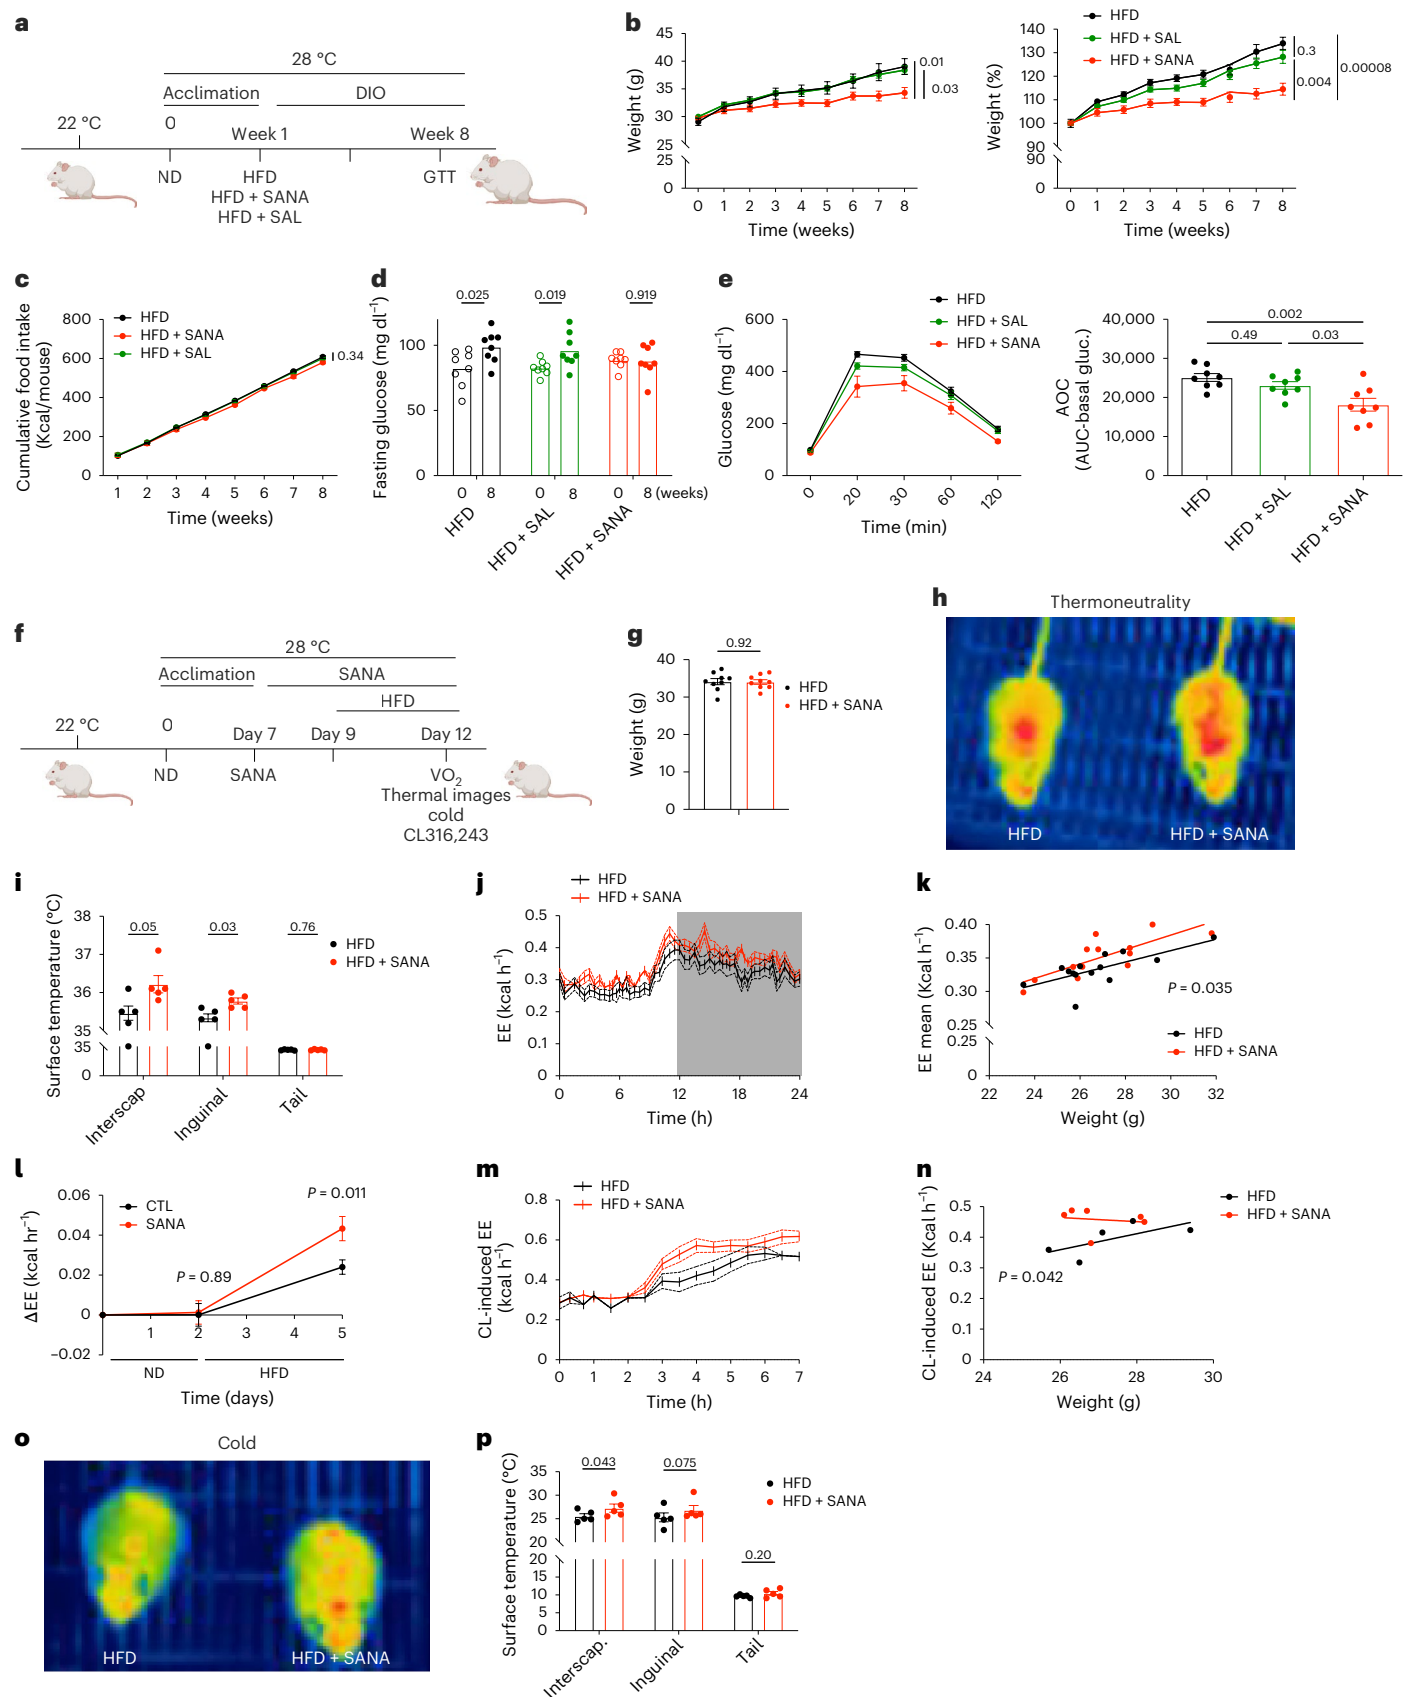 a
28 °C
Acclimation DIO
22 °C 0 Week 1 Week 8
ND HFD GTT
HFD + SANA
HFD + SAL
b
Weight (g)
45
40
35
30
25
25
0
0 1 2 3 4 5 6 7 8
Time (weeks)
0.01
0.03
HFD
HFD + SAL
HFD + SANA
Weight (%)
140
130
120
110
100
90
90
0
0 1 2 3 4 5 6 7 8
Time (weeks)
0.3
0.004
0.00008
c
Cumulative food intake
(Kcal/mouse)
800
600
400
200
0
HFD
HFD + SANA
HFD + SAL
0.34
1 2 3 4 5 6 7 8
Time (weeks)
d
Fasting glucose (mg dl⁻¹)
100
50
0
0.025 0.019 0.919
0 8 0 8 0 8 (weeks)
HFD
HFD + SAL
HFD + SANA
e
Glucose (mg dl⁻¹)
600
400
200
0
HFD
HFD + SAL
HFD + SANA
0 20 30 60 120
Time (min)
AOC
(AUC-basal gluc.)
40,000
30,000
20,000
10,000
0
0.002
0.49 0.03
HFD
HFD + SAL
HFD + SANA
f
28 °C
Acclimation SANA
HFD
22 °C 0 Day 7 Day 9 Day 12
ND SANA VO₂
Thermal images
cold
CL316,243
g
Weight (g)
40
30
20
10
0
0.92
HFD
HFD + SANA
h
Thermoneutrality
HFD HFD + SANA
i
Surface temperature (°C)
38
37
36
35
35
0
0.05 0.03 0.76
HFD
HFD + SANA
Interscap
Inguinal
Tail
j
HFD
HFD + SANA
EE (kcal h⁻¹)
0.5
0.4
0.3
0.2
0.1
0
0 6 12 18 24
Time (h)
k
EE mean (Kcal h⁻¹)
0.40
0.35
0.30
0.25
0.25
0
P = 0.035
HFD
HFD + SANA
22 24 26 28 30 32
Weight (g)
l
ΔEE (kcal hr⁻¹)
0.06
0.04
0.02
0
−0.02
CTL
SANA
P = 0.011
P = 0.89
1 2 3 4 5
ND HFD
Time (days)
m
HFD
HFD + SANA
CL-induced EE
(kcal h⁻¹)
0.8
0.6
0.4
0.2
0
0 1 2 3 4 5 6 7
Time (h)
n
CL-induced EE (Kcal h⁻¹)
0.5
0.4
0.3
0.2
0.1
0
P = 0.042
HFD
HFD + SANA
24 26 28 30
Weight (g)
o
Cold
HFD HFD + SANA
p
Surface temperature (°C)
35
30
25
20
20
15
10
5
0
0.043 0.075
0.20
HFD
HFD + SANA
Interscap.
Inguinal
Tail